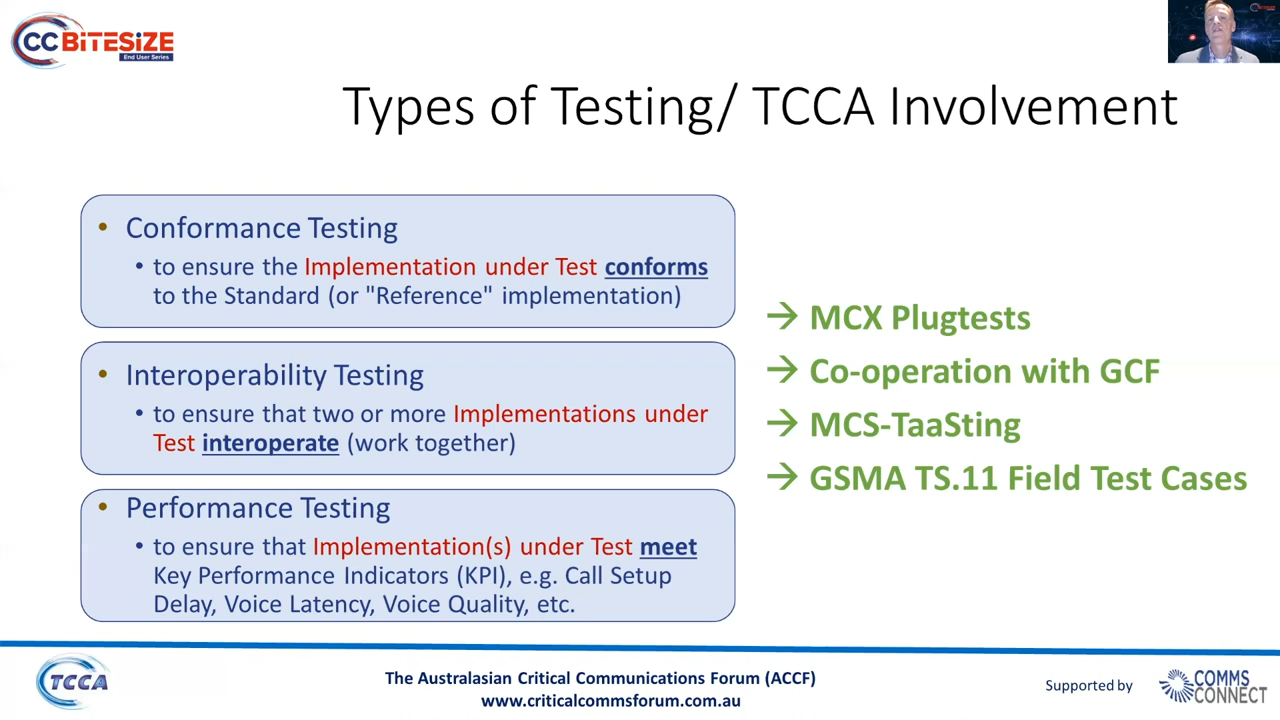 CC BiTESiZE
End User Series
Types of Testing/ TCCA Involvement
• Conformance Testing
• to ensure the Implementation under Test conforms
to the Standard (or "Reference" implementation)
• Interoperability Testing
• to ensure that two or more Implementations under
Test interoperate (work together)
• Performance Testing
• to ensure that Implementation(s) under Test meet
Key Performance Indicators (KPI), e.g. Call Setup
Delay, Voice Latency, Voice Quality, etc.
→ MCX Plugtests
→ Co-operation with GCF
→ MCS-TaaSting
→ GSMA TS.11 Field Test Cases
TCCA
The Australasian Critical Communications Forum (ACCF)
www.criticalcommsforum.com.au
Supported by
COMMS
CONNECT